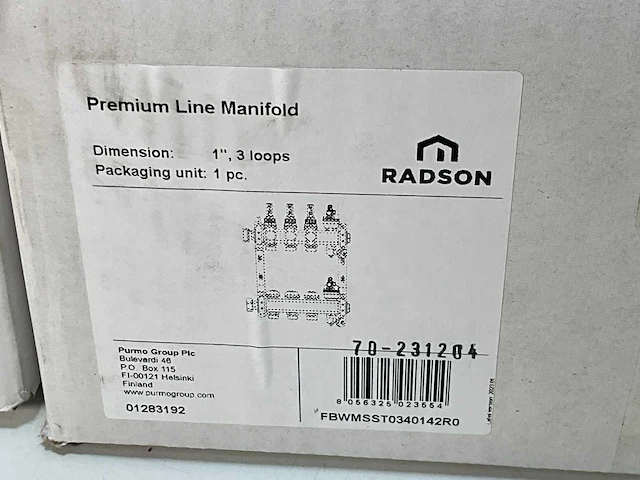 Premium Line Manifold
Dimension: 1", 3 loops
Packaging unit: 1 pc.
RADSON
Purmo Group Plc
Bulevardi 46
P.O. Box 115
FI-00121 Helsinki
Finland
www.purmogroup.com
01283192
70-231204
8 056325 023554
FBWMSST0340142R0